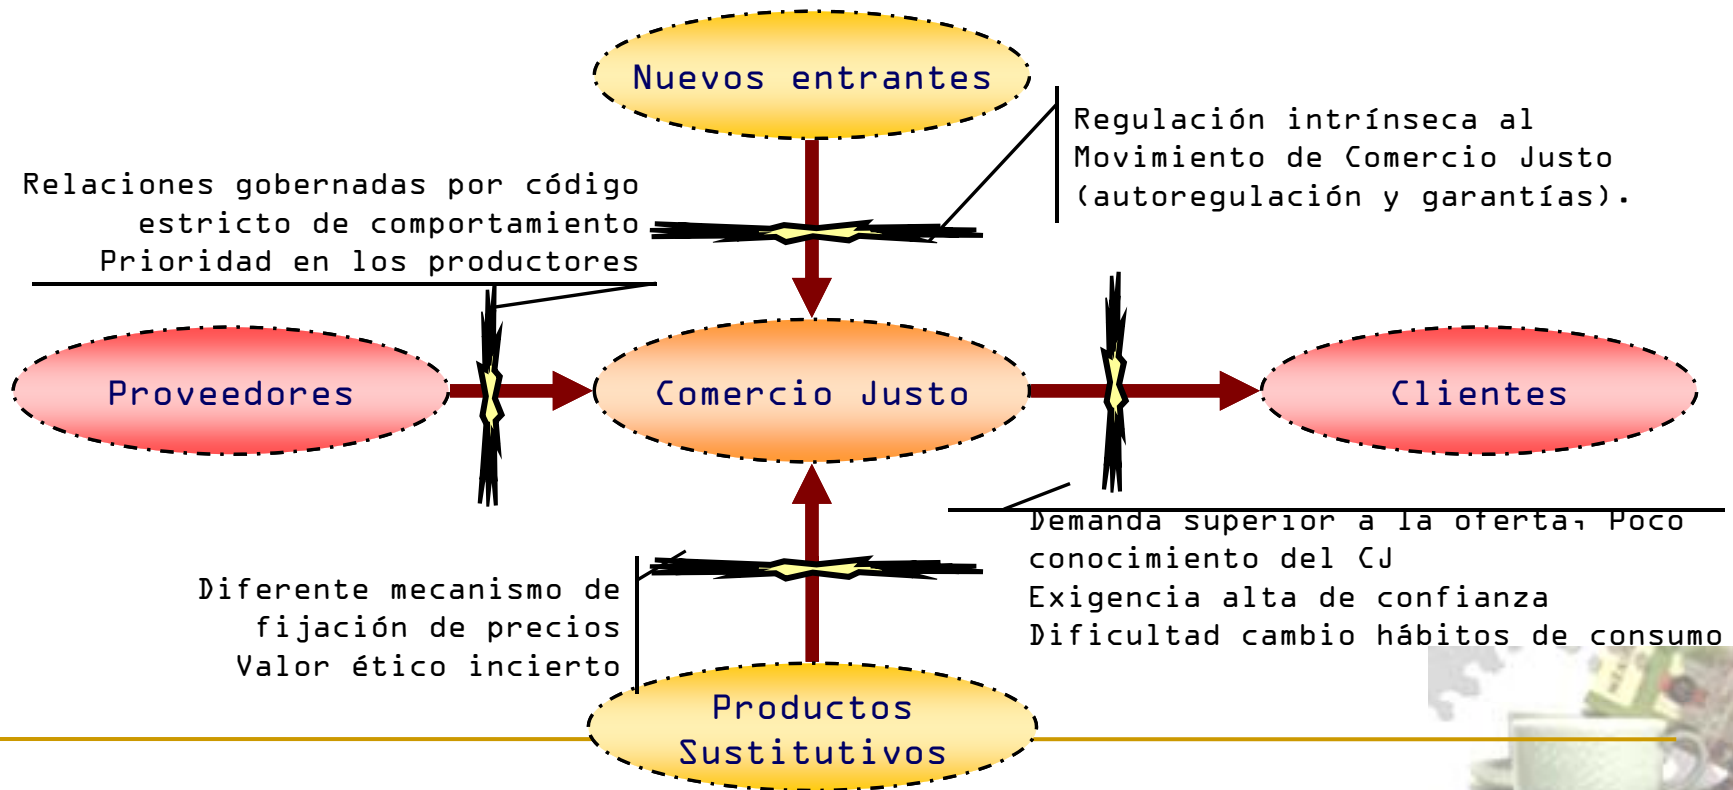 Nuevos entrantes
Regulación intrínseca al
Movimiento de Comercio Justo
(autoregulación y garantías).
Relaciones gobernadas por código
estricto de comportamiento
Prioridad en los productores
Proveedores
Comercio Justo
Clientes
Demanda superior a la oferta, Poco
conocimiento del CJ
Exigencia alta de confianza
Dificultad cambio hábitos de consumo
Diferente mecanismo de
fijación de precios
Valor ético incierto
Productos
Sustitutivos